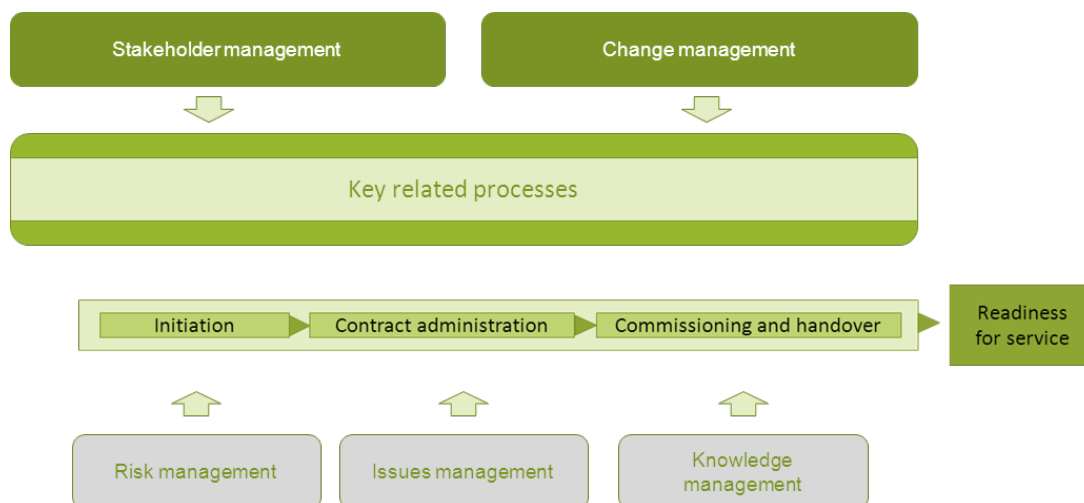 Stakeholder management
Change management
Key related processes
Initiation
Contract administration
Commissioning and handover
Readiness
for service
Risk management
Issues management
Knowledge
management